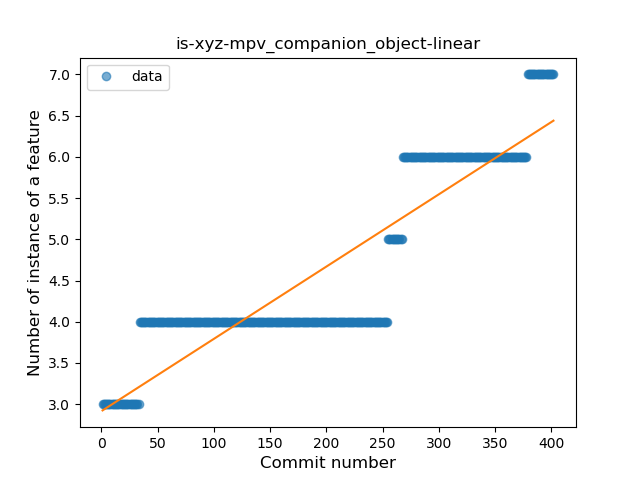 is-xyz-mpv_companion_object-linear
data
Number of instance of a feature
7.0
6.5
6.0
5.5
5.0
4.5
4.0
3.5
3.0
0 50 100 150 200 250 300 350 400
Commit number